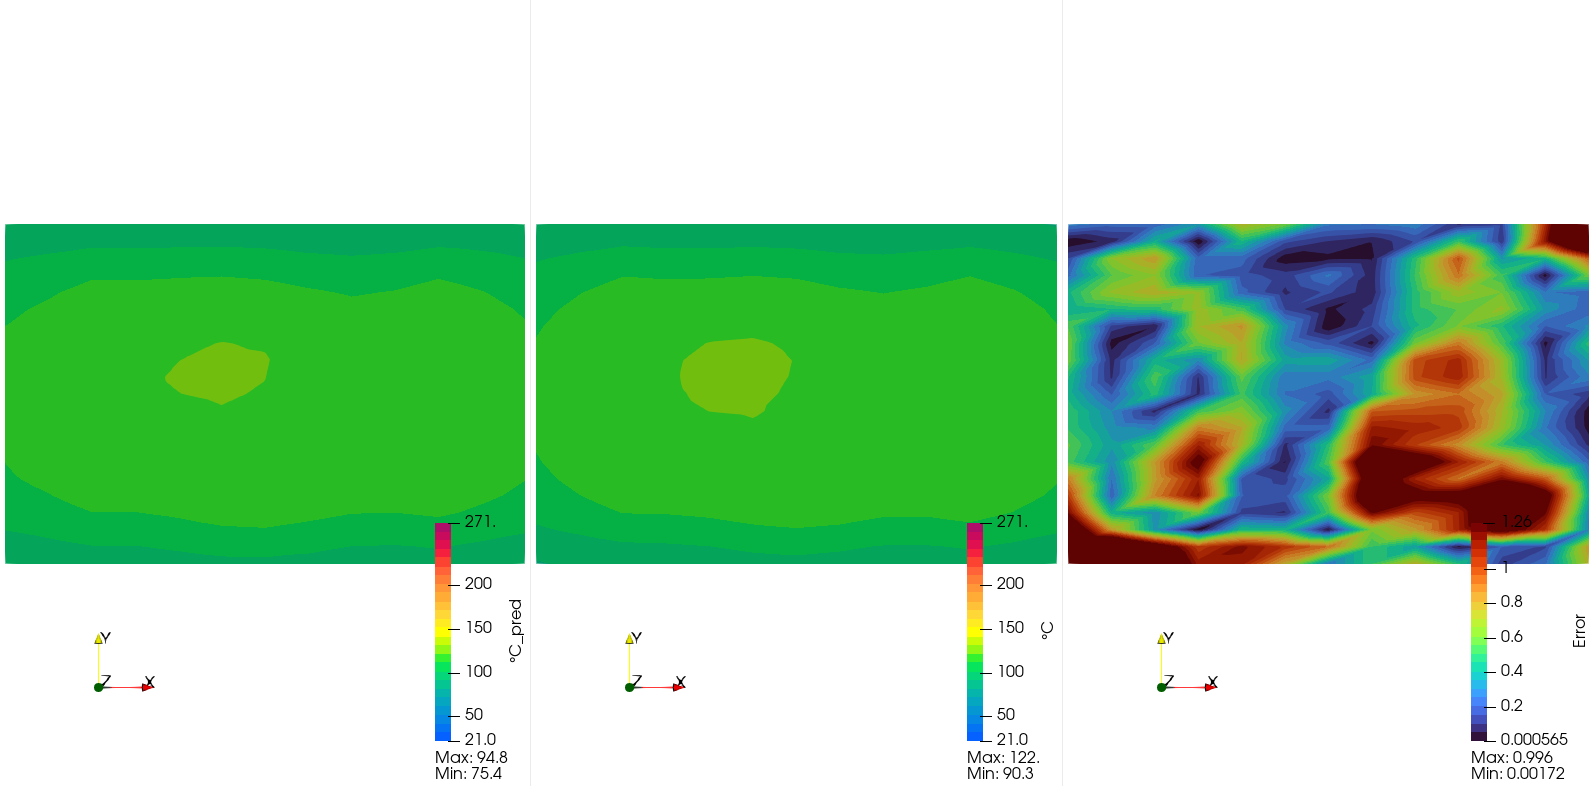 271.
200
150
100
50
21.0
°C_pred
Max: 94.8
Min: 75.4
Y
Z
X
271.
200
150
100
50
21.0
°C
Max: 122.
Min: 90.3
Y
Z
X
1.26
1
0.8
0.6
0.4
0.2
0.000565
Error
Max: 0.996
Min: 0.00172
Y
Z
X